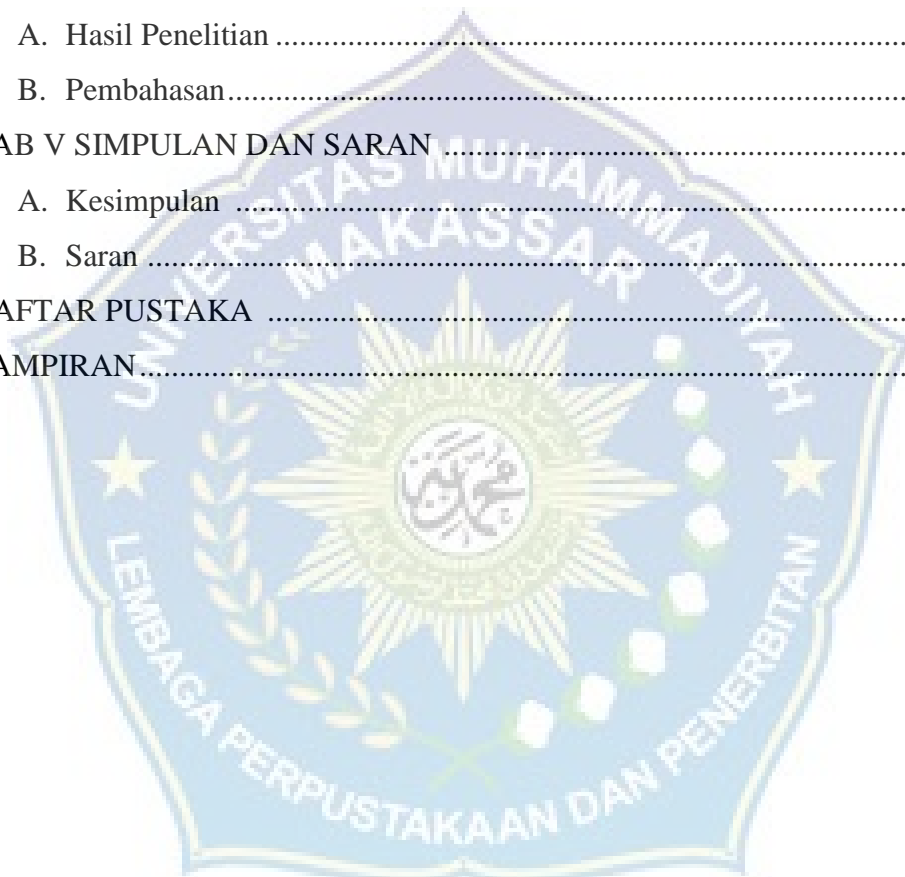 A. Hasil Penelitian ...............................................................................
B. Pembahasan.....................................................................................
AB V SIMPULAN DAN SARAN ..........................................................
A. Kesimpulan ....................................................................................
B. Saran ...............................................................................................
AFTAR PUSTAKA ................................................................................
AMPIRAN................................................................................................
UNIVERSITAS MUHAMMADIYAH
MAKASSAR
LEMBAGA PERPUSTAKAAN DAN PENERBITAN